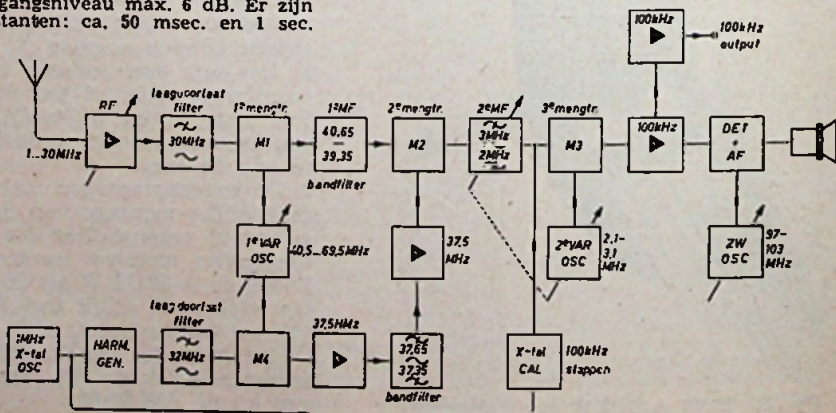 gangsniveau max. 6 dB. Er zijn
stanten: ca. 50 msec. en 1 sec.
100kHz
100kHz
output
RF
1...30MHz
laagdoorlaat
filter
30MHz
1e mengtr.
M1
1e MF
40,65
39,35
bandfilter
2e mengtr.
M2
2e MF
3MHz
2MHz
3e mengtr.
M3
100kHz
DET
+
AF
1e VAR
OSC
40,5-69,5MHz
37,5
MHz
2e VAR
OSC
2,1-
3,1
MHz
ZW
OSC
97-
103
MHz
1MHz
X-tal
OSC
HARM.
GEN.
laagdoorlaat
filter
32MHz
M4
37,5HMz
37,65
37,35
bandfilter
X-tal
CAL
100kHz
stappen